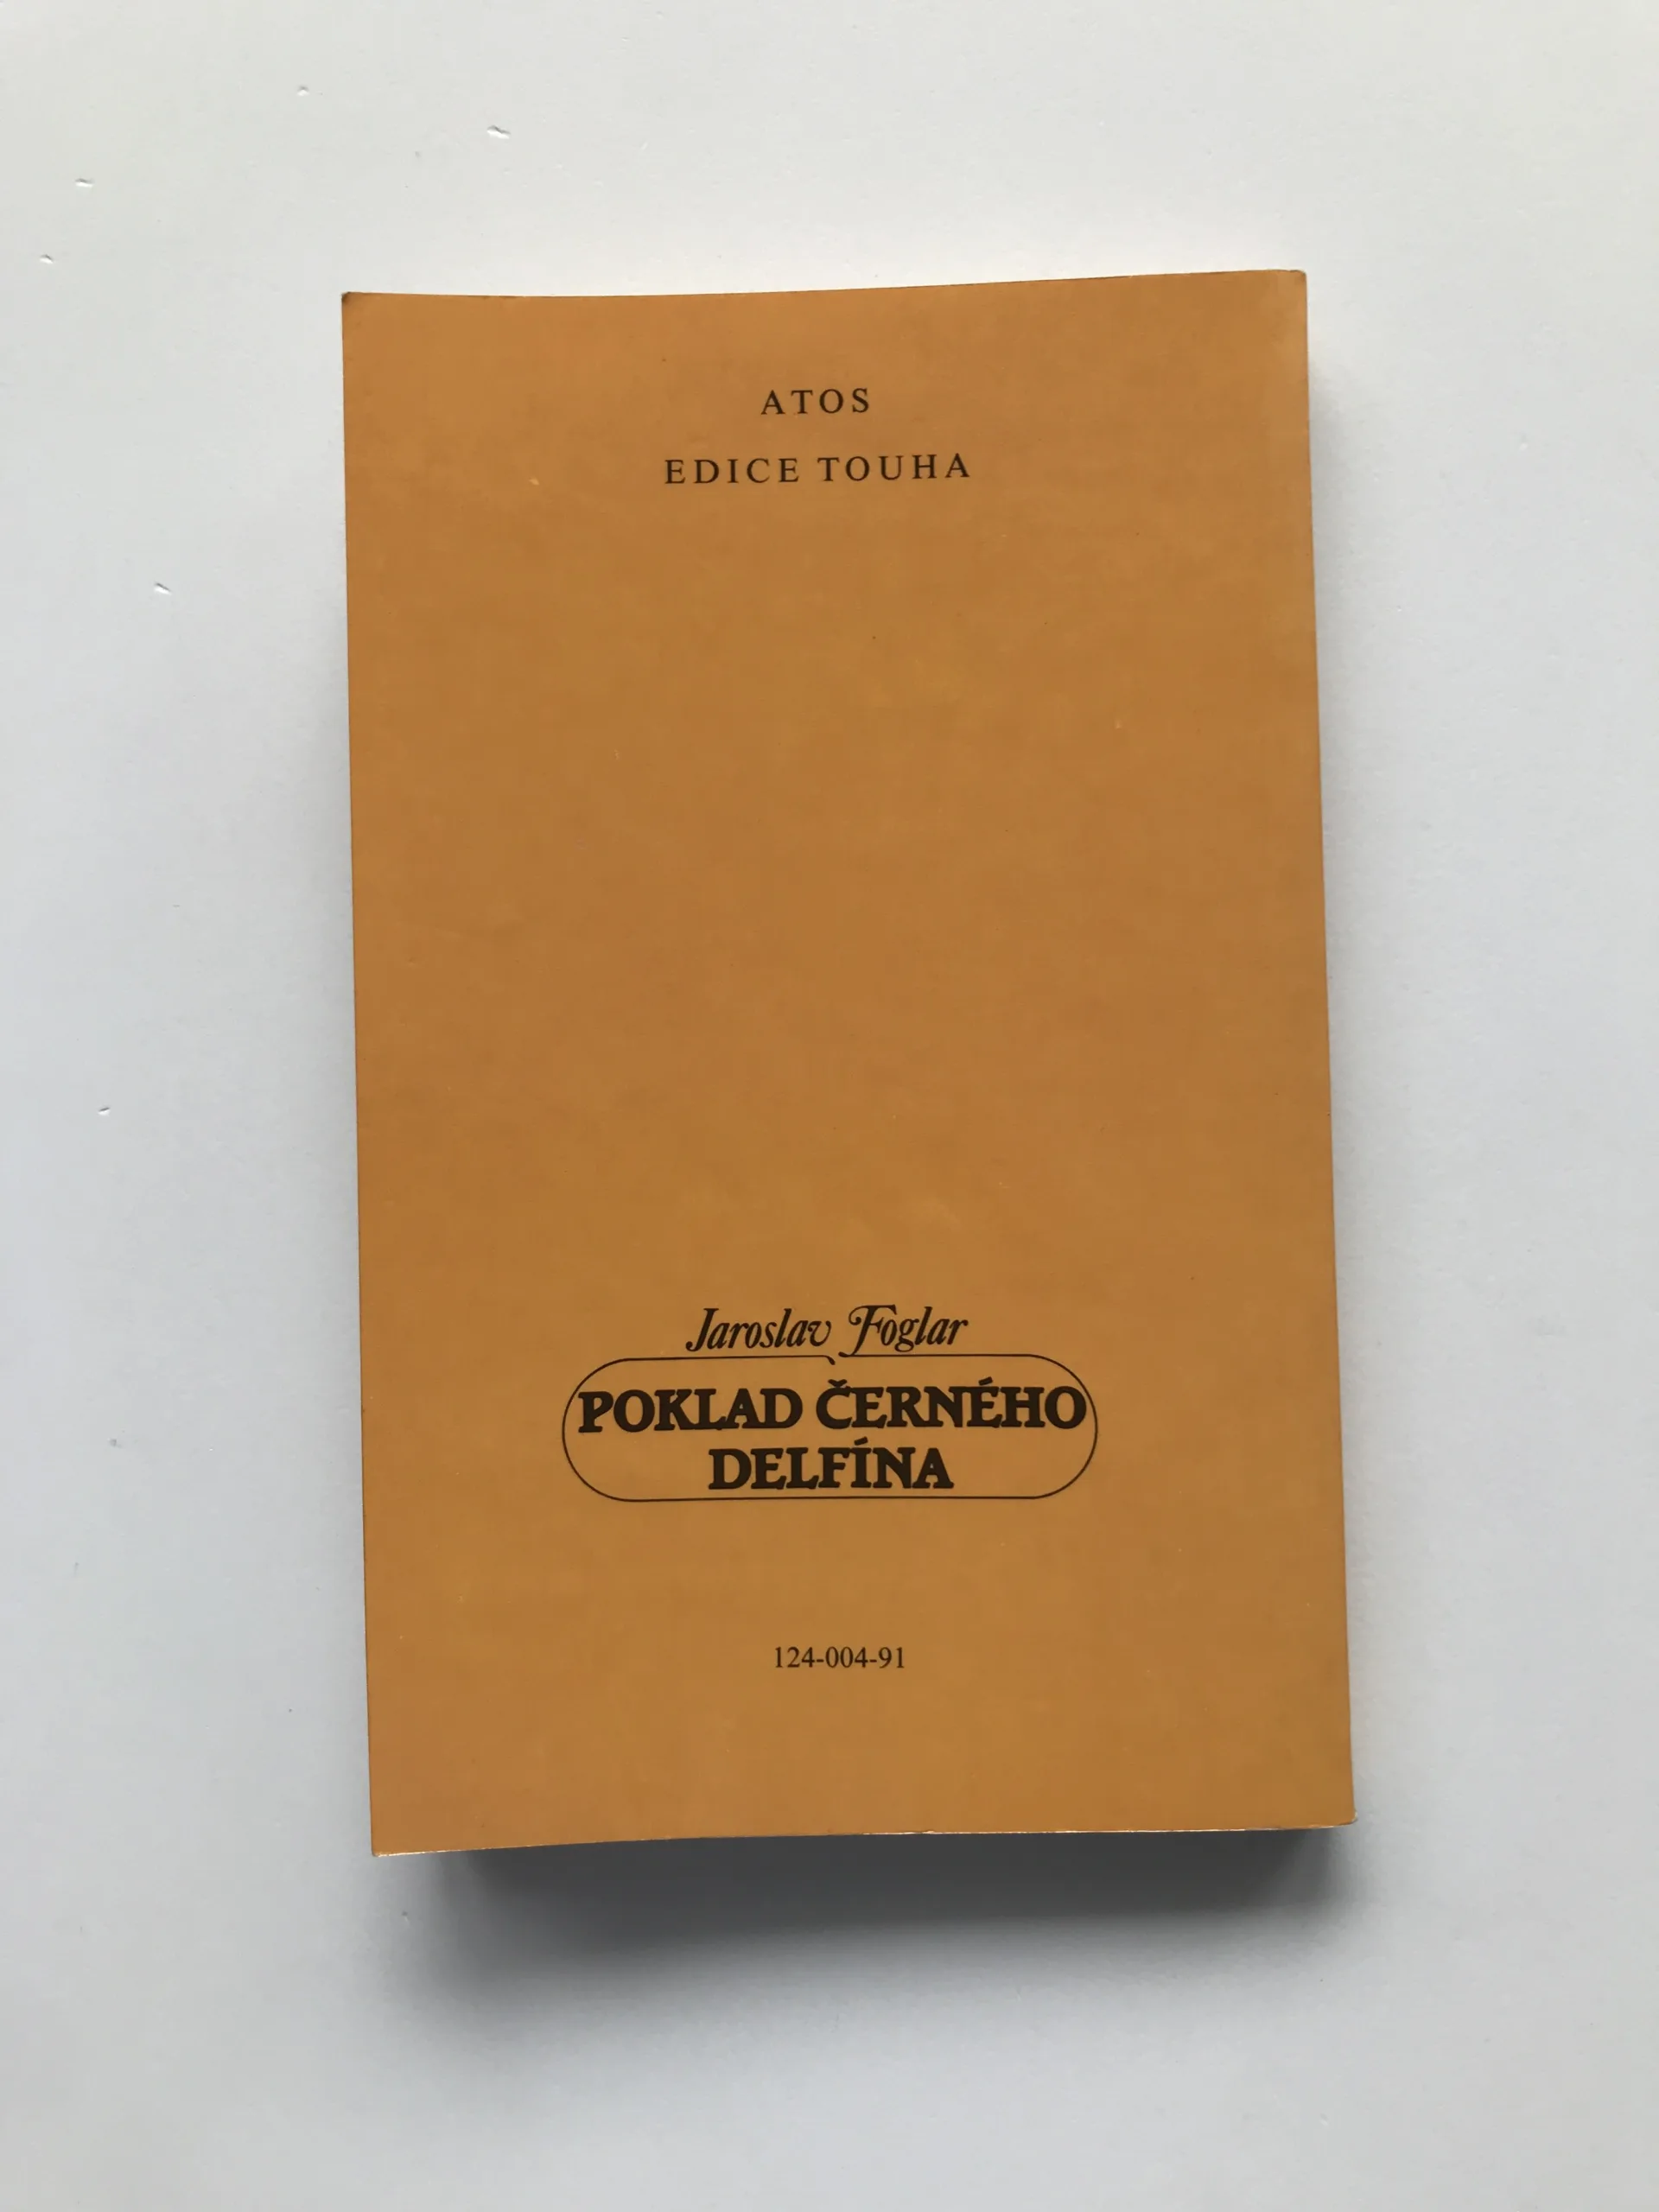 ATOS
EDICE TOUHA
Jaroslav Foglar
POKLAD ČERNÉHO
DELFÍNA
124-004-91